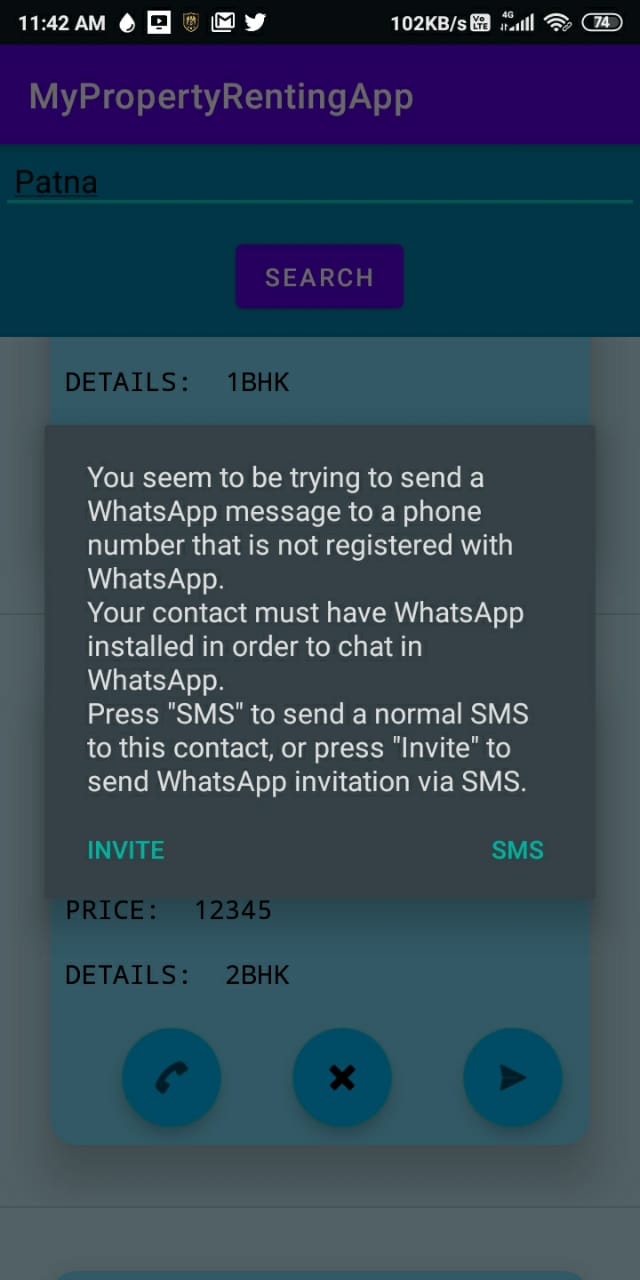 11:42 AM 102KB/s Vo LTE 4G 74
MyPropertyRentingApp
Patna
SEARCH
DETAILS: 1BHK
You seem to be trying to send a
WhatsApp message to a phone
number that is not registered with
WhatsApp.
Your contact must have WhatsApp
installed in order to chat in
WhatsApp.
Press "SMS" to send a normal SMS
to this contact, or press "Invite" to
send WhatsApp invitation via SMS.
INVITE SMS
PRICE: 12345
DETAILS: 2BHK